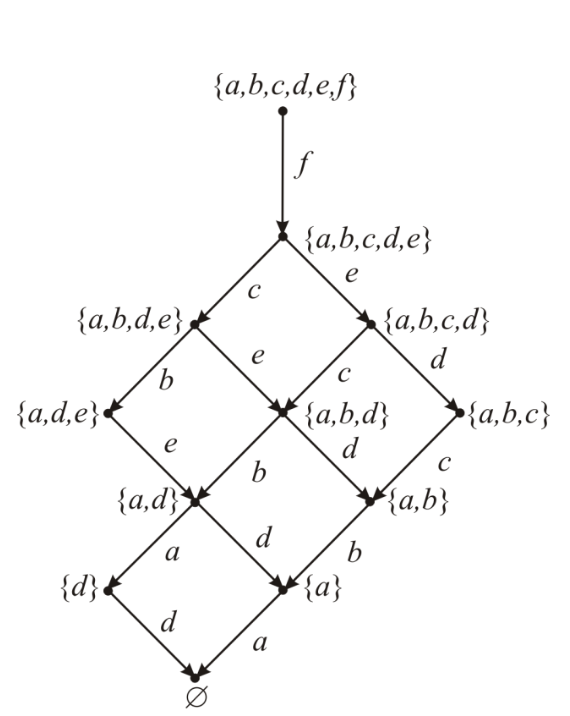 {a,b,c,d,e,f}
f
{a,b,c,d,e}
c
e
{a,b,d,e}
{a,b,c,d}
b
e
c
d
{a,d,e}
{a,b,d}
{a,b,c}
e
b
d
c
{a,d}
{a,b}
a
d
b
{d}
{a}
d
a
∅